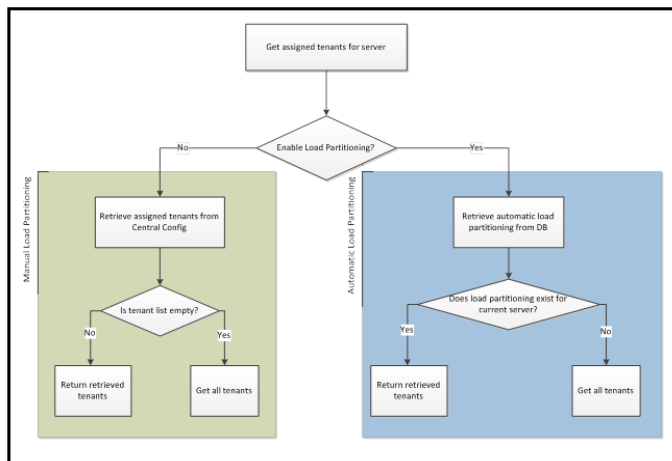 Get assigned tenants for server
Enable Load Partitioning?
No
Yes
Manual Load Partitioning
Retrieve assigned tenants from
Central Config
Is tenant list empty?
No
Yes
Return retrieved
tenants
Get all tenants
Automatic Load Partitioning
Retrieve automatic load
partitioning from DB
Does load partitioning exist for
current server?
Yes
No
Return retrieved
tenants
Get all tenants